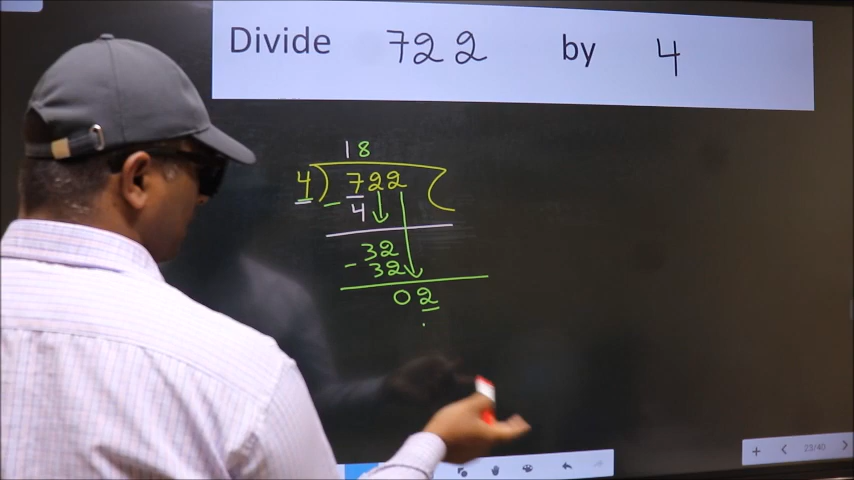 Divide 722 by 4
18
4) 722 (
- 4
32
- 32
02
+ < 23/40 >